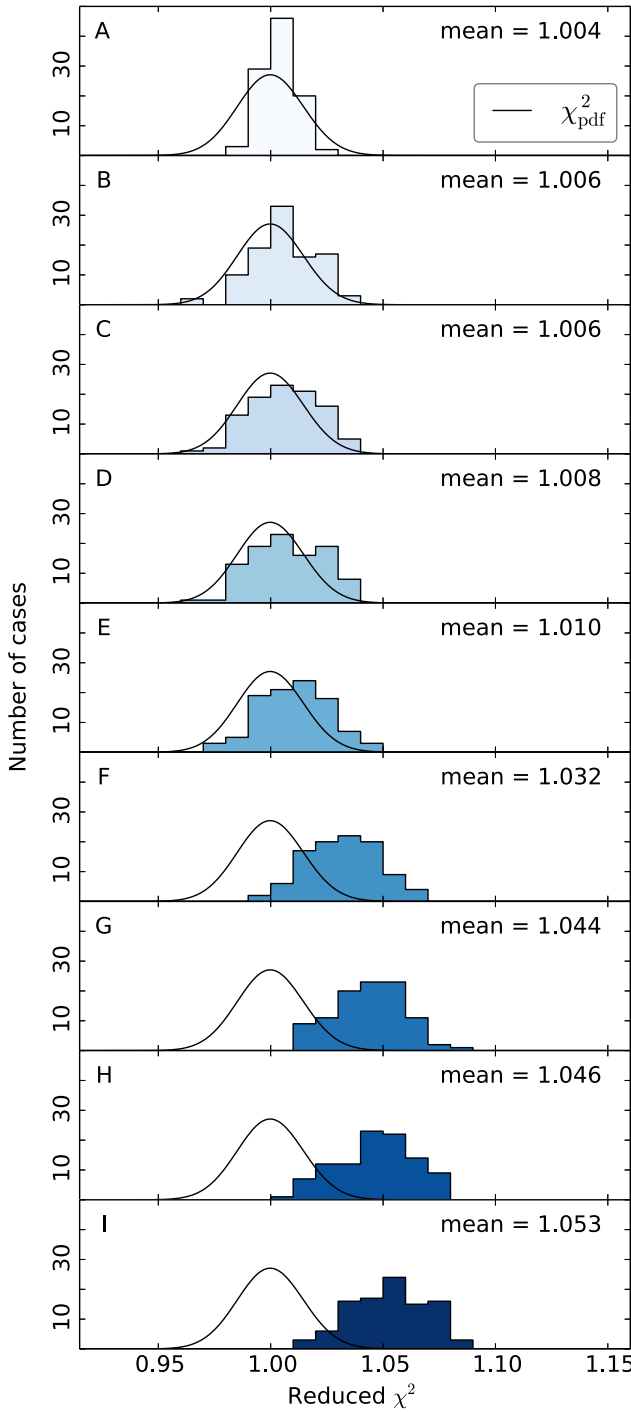 A
mean = 1.004
30
10
χ²pdf
B
mean = 1.006
30
10
C
mean = 1.006
30
10
D
mean = 1.008
30
10
E
mean = 1.010
30
10
F
mean = 1.032
30
10
G
mean = 1.044
30
10
H
mean = 1.046
30
10
I
mean = 1.053
30
10
Number of cases
0.95 1.00 1.05 1.10 1.15
Reduced χ²